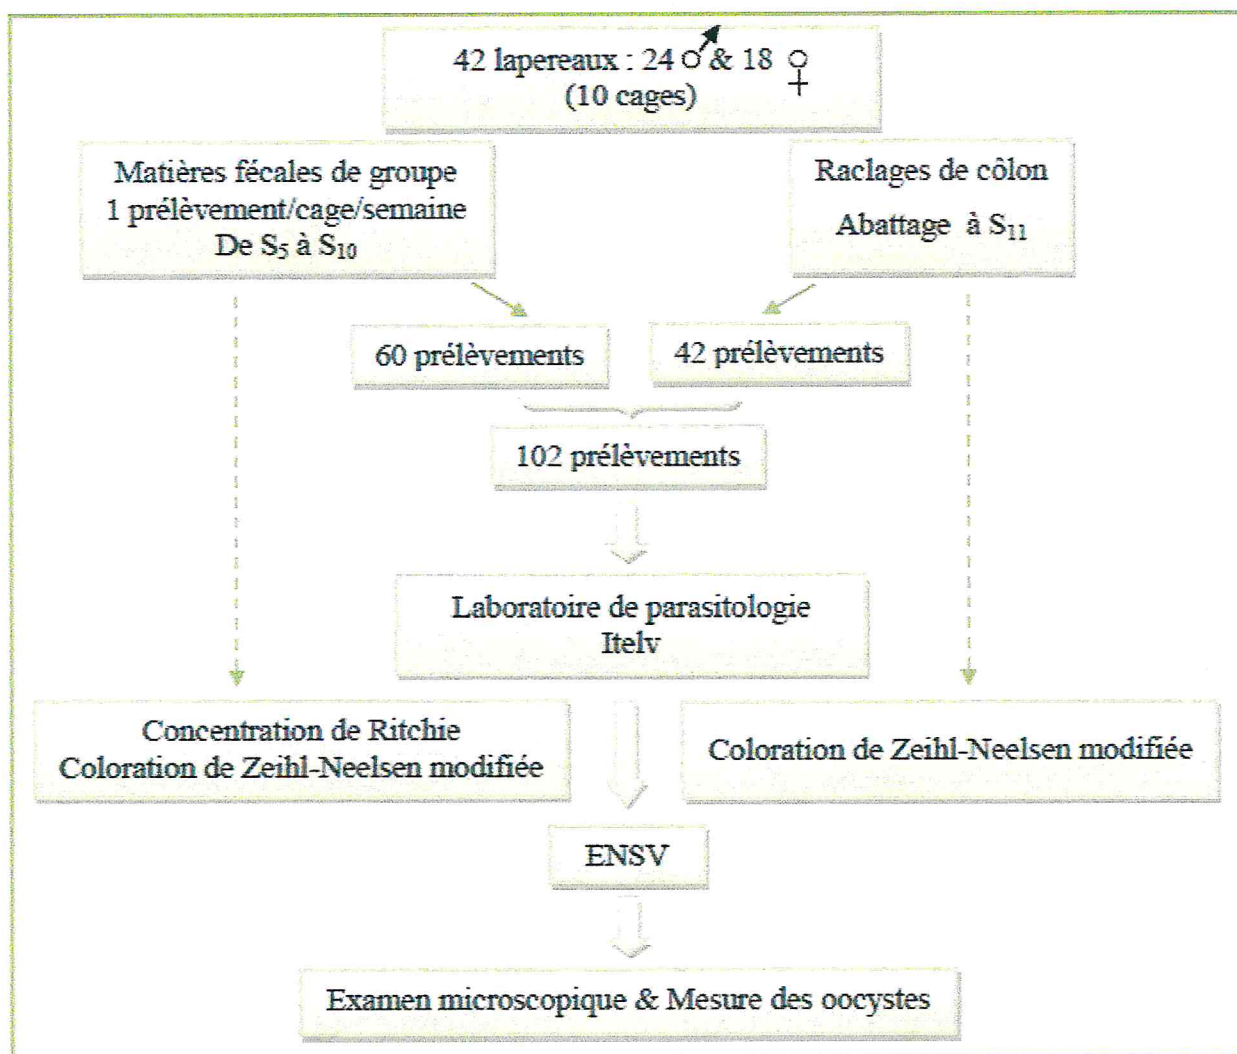 42 lapereaux : 24 ♂ & 18 ♀
(10 cages)
Matières fécales de groupe
1 prélèvement/cage/semaine
De S₅ à S₁₀
Raclages de côlon
Abattage à S₁₁
60 prélèvements
42 prélèvements
102 prélèvements
Laboratoire de parasitologie
Itelv
Concentration de Ritchie
Coloration de Zeihl-Neelsen modifiée
Coloration de Zeihl-Neelsen modifiée
ENSV
Examen microscopique & Mesure des oocystes